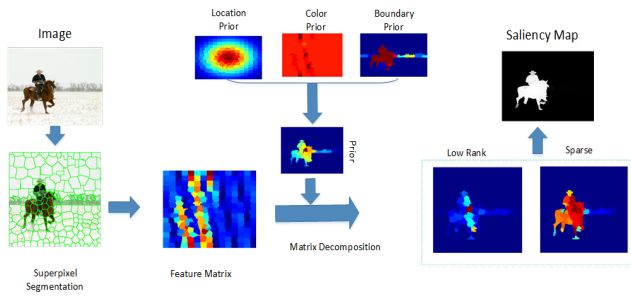 Image
Location
Prior
Color
Prior
Boundary
Prior
Saliency Map
Prior
Low Rank
Sparse
Matrix Decomposition
Superpixel
Segmentation
Feature Matrix